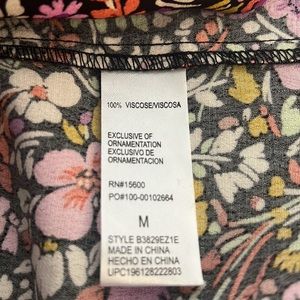 100% VISCOSE/VISCOSA
EXCLUSIVE OF
ORNAMENTATION
EXCLUSIVO DE
ORNAMENTACION
RN#15600
PO#100-00102664
M
STYLE B3829EZ1E
MADE IN CHINA
HECHO EN CHINA
UPC196128222803